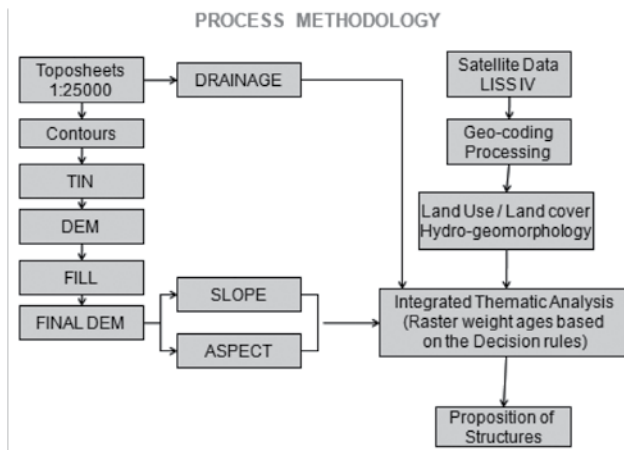 PROCESS METHODOLOGY
Toposheets
1:25000
DRAINAGE
Satellite Data
LISS IV
Contours
Geo-coding
Processing
TIN
Land Use / Land cover
Hydro-geomorphology
DEM
FILL
SLOPE
FINAL DEM
ASPECT
Integrated Thematic Analysis
(Raster weight ages based
on the Decision rules)
Proposition of
Structures